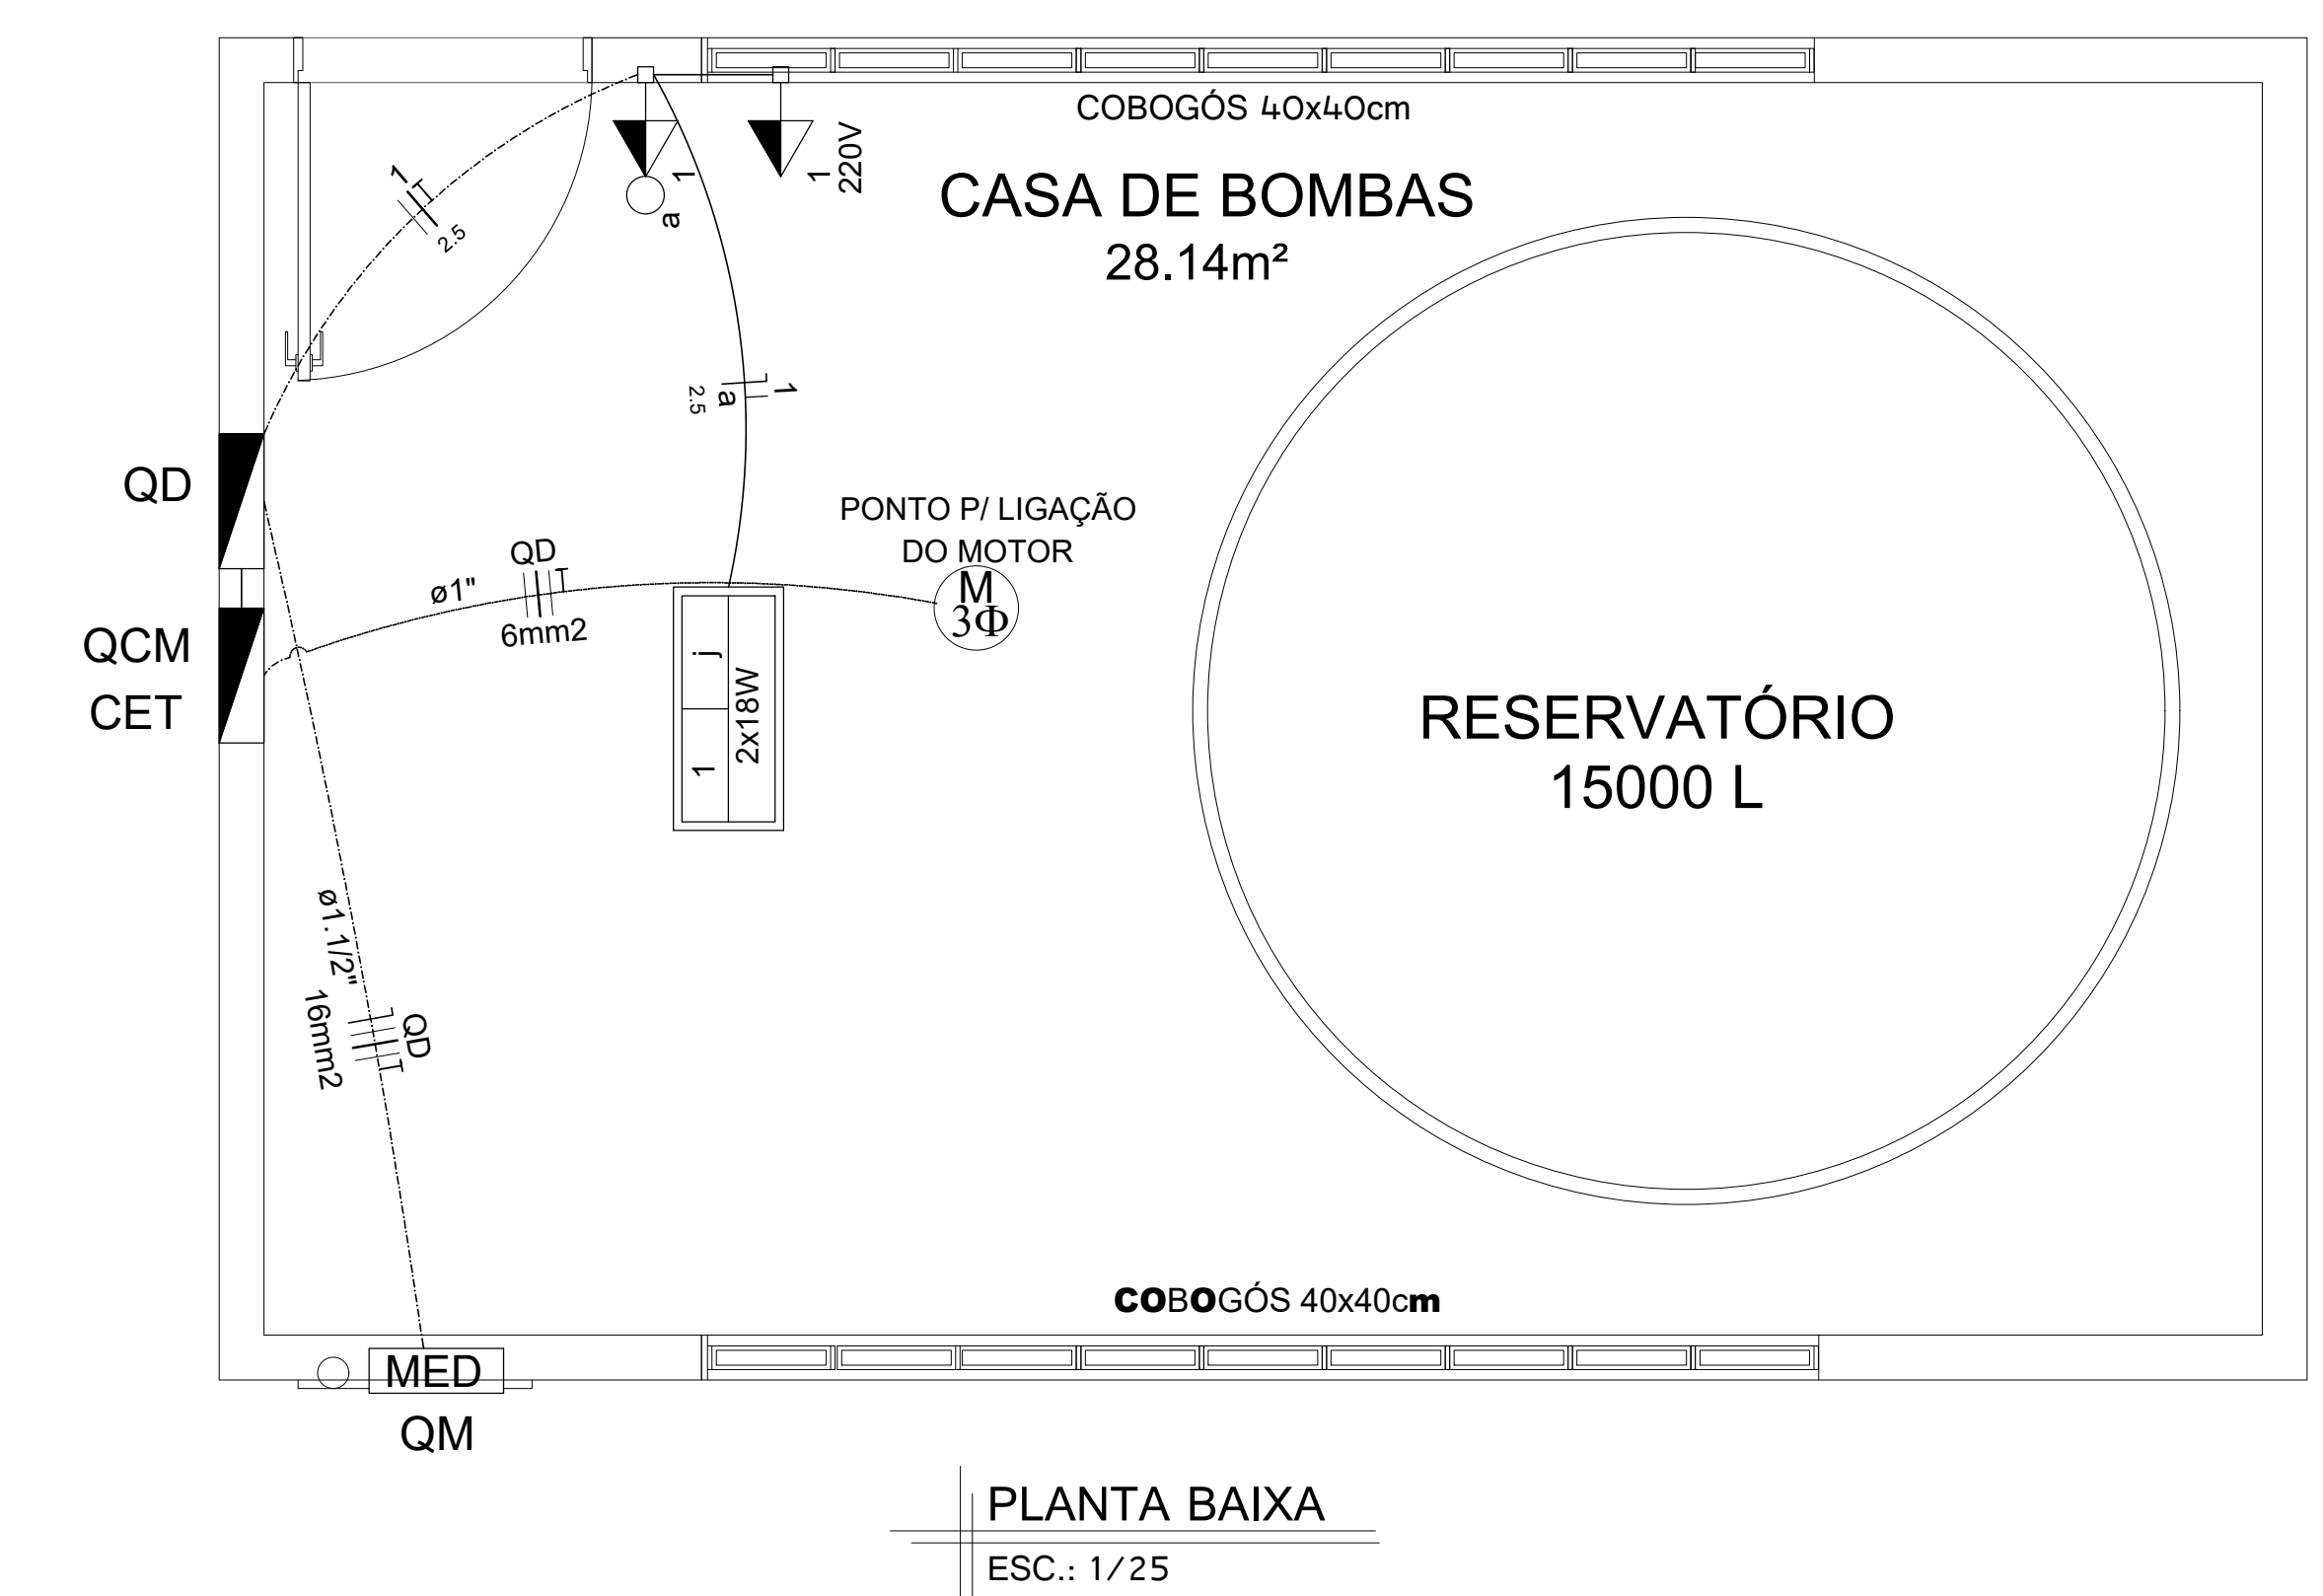 COBOGÓS 40x40cm
1
220V
1
a
CASA DE BOMBAS
28.14m²
1
2.5
1
a
2.5
QD
PONTO P/ LIGAÇÃO
DO MOTOR
M
3Φ
QD
ø1"
6mm2
QCM
CET
j
1
2x18W
RESERVATÓRIO
15000 L
ø1.1/2"
QD
16mm2
COBOGÓS 40x40cm
MED
QM
PLANTA BAIXA
ESC.: 1/25